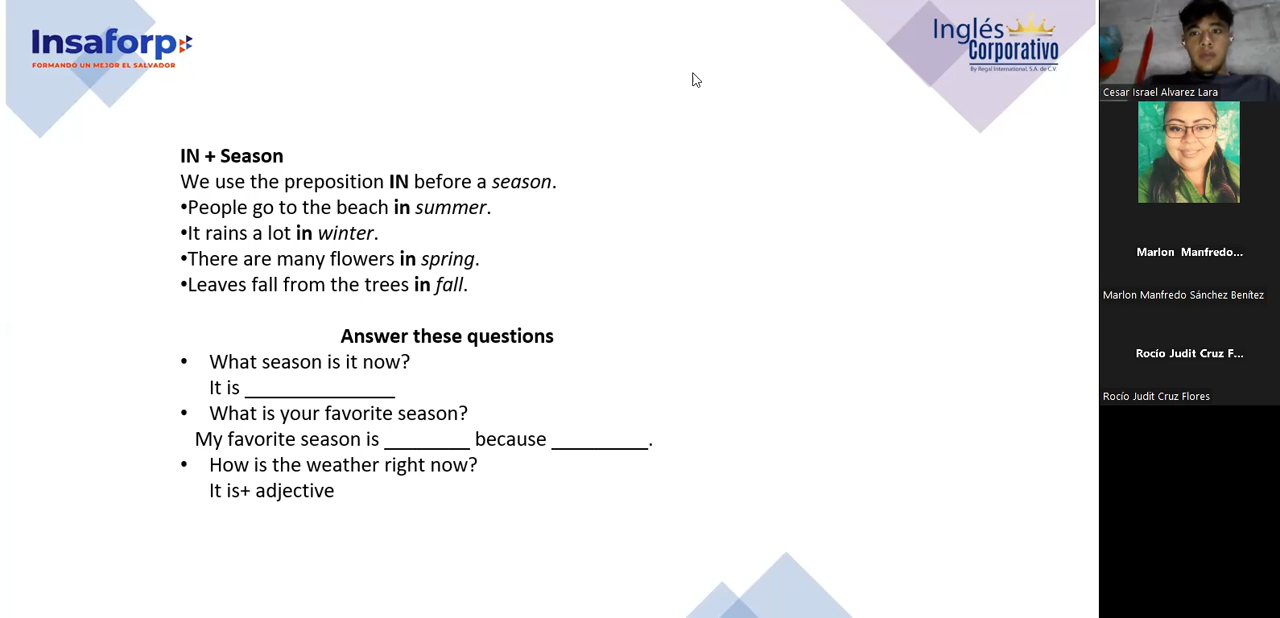 Insaforp
FORMANDO UN MEJOR EL SALVADOR
Inglés
Corporativo
By Regal International, S.A. de C.V.
IN + Season
We use the preposition IN before a season.
•People go to the beach in summer.
•It rains a lot in winter.
•There are many flowers in spring.
•Leaves fall from the trees in fall.
Answer these questions
• What season is it now?
It is ______________
• What is your favorite season?
My favorite season is ________ because _________.
• How is the weather right now?
It is+ adjective
Cesar Israel Alvarez Lara
Marlon Manfredo...
Marlon Manfredo Sánchez Benítez
Rocío Judit Cruz F...
Rocío Judit Cruz Flores